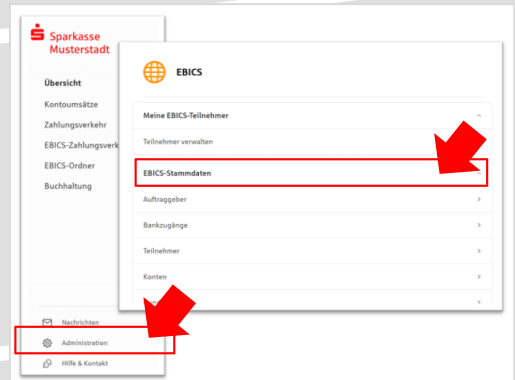 Sparkasse
Musterstadt
Übersicht
Kontoumsätze
Zahlungsverkehr
EBICS-Zahlungsverk
EBICS-Ordner
Buchhaltung
Nachrichten
Administration
Hilfe & Kontakt
EBICS
Meine EBICS-Teilnehmer
Teilnehmer verwalten
EBICS-Stammdaten
Auftraggeber
Bankzugänge
Teilnehmer
Konten